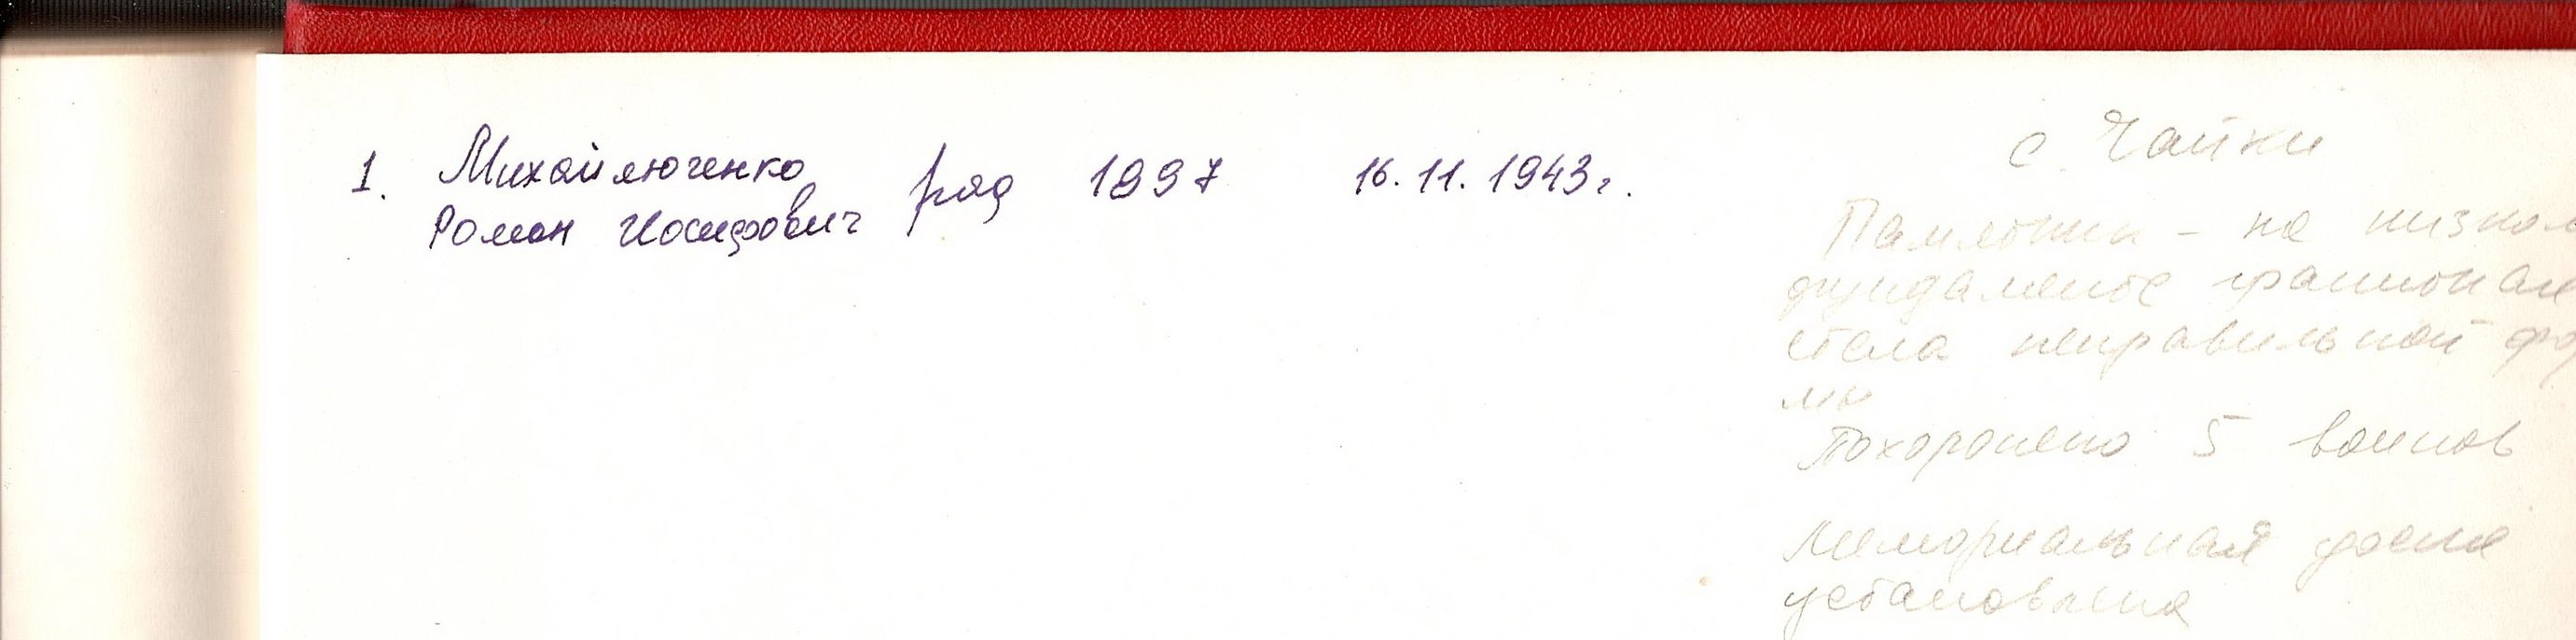 1. Михайлюченко ряд 1897 16.11.1943г.
Роман Иосифович
с Чайки
Памятник - на низком
фундаменте гранитная
стела неправильной фор
мы
Похоронено 5 воинов
Мемориальная доска
установлена